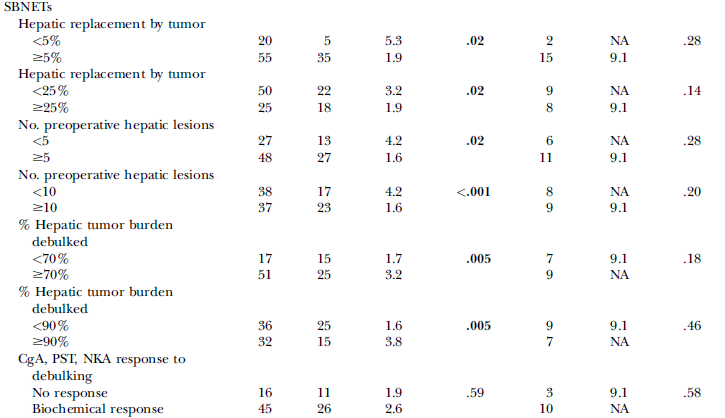 SBNETs
Hepatic replacement by tumor
<5% 20 5 5.3 .02 2 NA .28
≥5% 55 35 1.9 15 9.1
Hepatic replacement by tumor
<25% 50 22 3.2 .02 9 NA .14
≥25% 25 18 1.9 8 9.1
No. preoperative hepatic lesions
<5 27 13 4.2 .02 6 NA .28
≥5 48 27 1.6 11 9.1
No. preoperative hepatic lesions
<10 38 17 4.2 <.001 8 NA .20
≥10 37 23 1.6 9 9.1
% Hepatic tumor burden
debulked
<70% 17 15 1.7 .005 7 9.1 .18
≥70% 51 25 3.2 9 NA
% Hepatic tumor burden
debulked
<90% 36 25 1.6 .005 9 9.1 .46
≥90% 32 15 3.8 7 NA
CgA, PST, NKA response to
debulking
No response 16 11 1.9 .59 3 9.1 .58
Biochemical response 45 26 2.6 10 NA